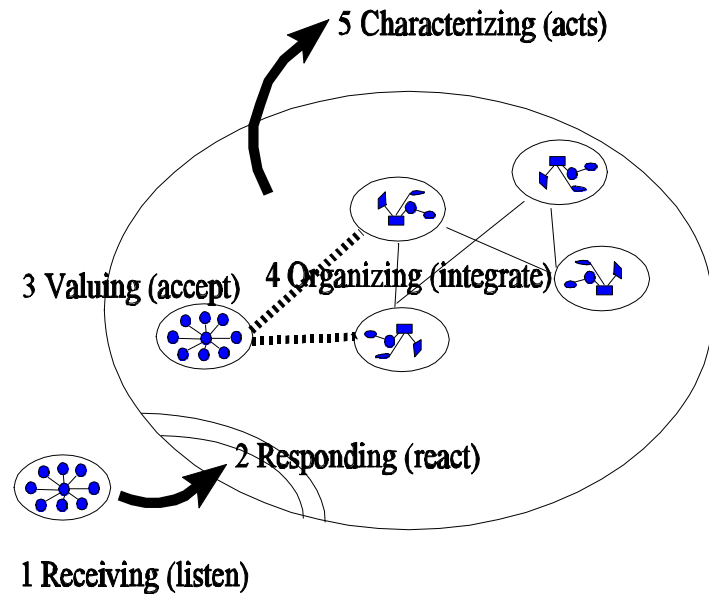 5 Characterizing (acts)
3 Valuing (accept)
4 Organizing (integrate)
2 Responding (react)
1 Receiving (listen)